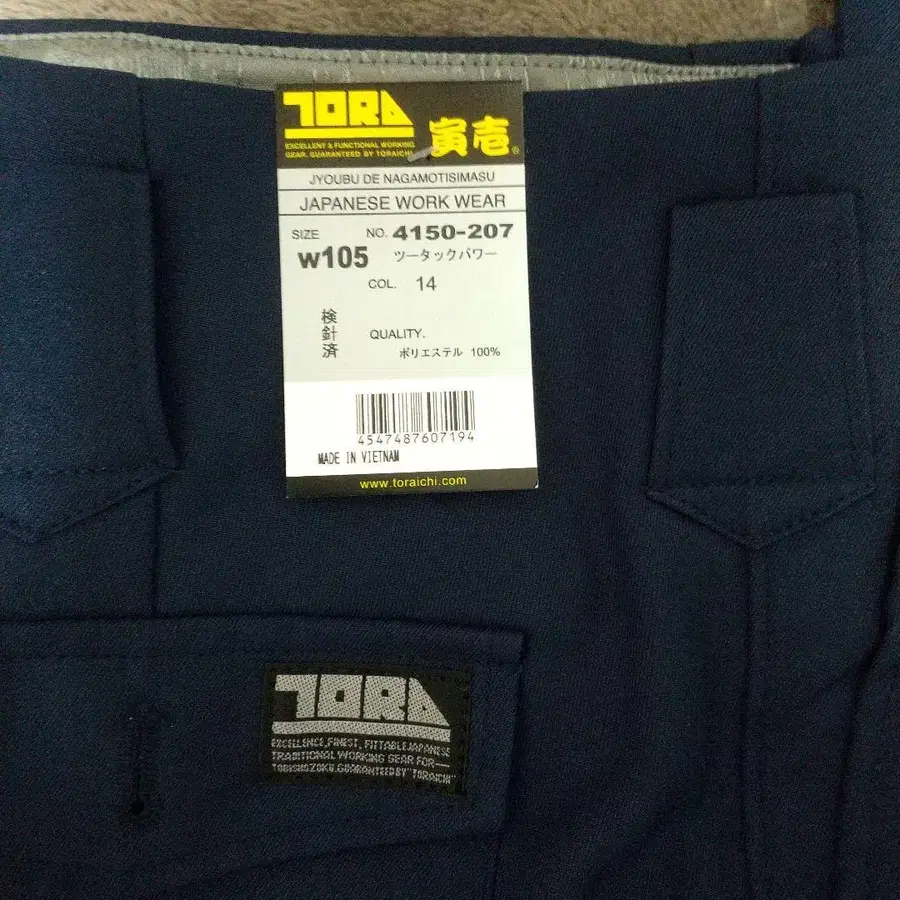 TORA 寅壱®
EXCELLENT & FUNCTIONAL WORKING
GEAR. GUARANTEED BY TORAICHI
JYOUBU DE NAGAMOTISIMASU
JAPANESE WORK WEAR
SIZE NO. 4150-207
W105 ツータックパワー
COL. 14
検針済
QUALITY.
ポリエステル 100%
4547487607194
MADE IN VIETNAM
www.toraichi.com
TORA
EXCELLENCE,FINEST,FITTABLEJAPANESE
TRADITIONAL WORKING GEAR FOR—
TOBISHOZOKU.GUARANTEED BY "TORAICHI"